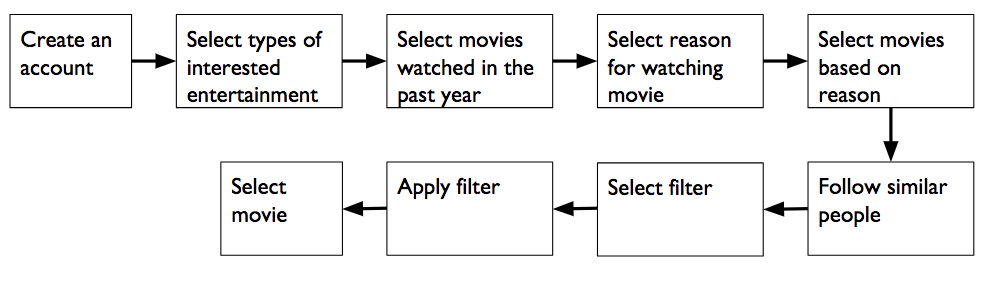 Create an
account
Select types of
interested
entertainment
Select movies
watched in the
past year
Select reason
for watching
movie
Select movies
based on
reason
Follow similar
people
Select filter
Apply filter
Select
movie